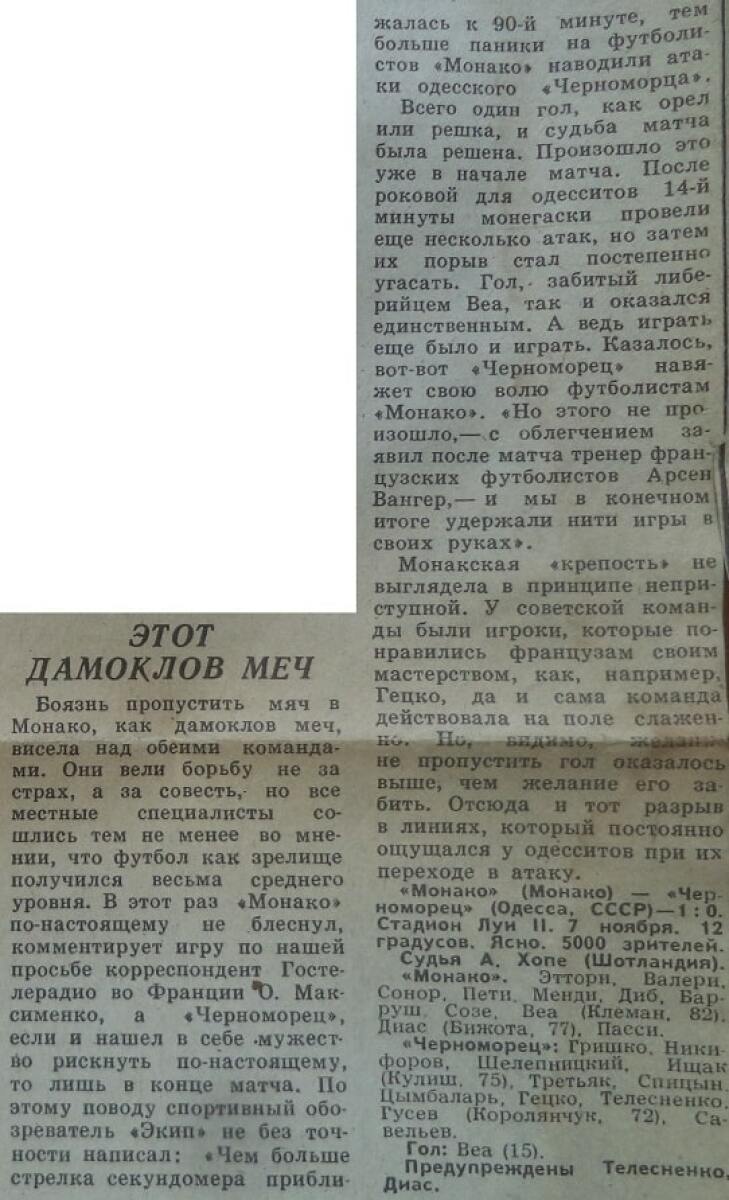 ЭТОТ
ДАМОКЛОВ МЕЧ
Боязнь пропустить мяч в
Монако, как дамоклов меч,
висела над обеими команда-
ми. Они вели борьбу не за
страх, а за совесть, но все
местные специалисты со-
шлись тем не менее во мне-
нии, что футбол как зрелище
получился весьма среднего
уровня. В этот раз «Монако»
по-настоящему не блеснул,
комментирует игру по нашей
просьбе корреспондент Госте-
лерадио во Франции О. Мак-
сименко, а «Черноморец»,
если и нашел в себе мужест-
во рискнуть по-настоящему,
то лишь в конце матча. По
этому поводу спортивный обо-
зреватель «Экип» не без точ-
ности написал: «Чем больше
стрелка секундомера прибли-
жалась к 90-й минуте, тем
больше паники на футболи-
стов «Монако» наводили ата-
ки одесского «Черноморца».
Всего один гол, как орел
или решка, и судьба матча
была решена. Произошло это
уже в начале матча. После
роковой для одесситов 14-й
минуты монегаски провели
еще несколько атак, но затем
их порыв стал постепенно
угасать. Гол, забитый либе-
рийцем Веа, так и оказался
единственным. А ведь играть
еще было и играть. Казалось,
вот-вот «Черноморец» навя-
жет свою волю футболистам
«Монако». «Но этого не про-
изошло,— с облегчением за-
явил после матча тренер фран-
цузских футболистов Арсен
Вангер,— и мы в конечном
итоге удержали нити игры в
своих руках».
Монакская «крепость» не
выглядела в принципе непри-
ступной. У советской коман-
ды были игроки, которые по-
нравились французам своим
мастерством, как, например,
Гецко, да и сама команда
действовала на поле слажен-
но. Но, видимо, желание
не пропустить гол оказалось
выше, чем желание его за-
бить. Отсюда и тот разрыв
в линиях, который постоянно
ощущался у одесситов при их
переходе в атаку.
«Монако» (Монако) — «Чер-
номорец» (Одесса, СССР)—1:0.
Стадион Луи II. 7 ноября. 12
градусов. Ясно. 5000 зрителей.
Судья А. Хопе (Шотландия).
«Монако». Эттори, Валери,
Сонор, Пети, Менди, Диб, Бар-
руш, Созе, Веа (Клеман, 82),
Диас (Бижота, 77), Пасси.
«Черноморец»: Гришко, Ники-
форов, Шелепницкий, Ищак
(Кулиш, 75), Третьяк, Спицын,
Цымбаларь, Гецко, Телесненко,
Гусев (Королянчук, 72), Са-
вельев.
Гол: Веа (15).
Предупреждены Телесненко,
Диас.